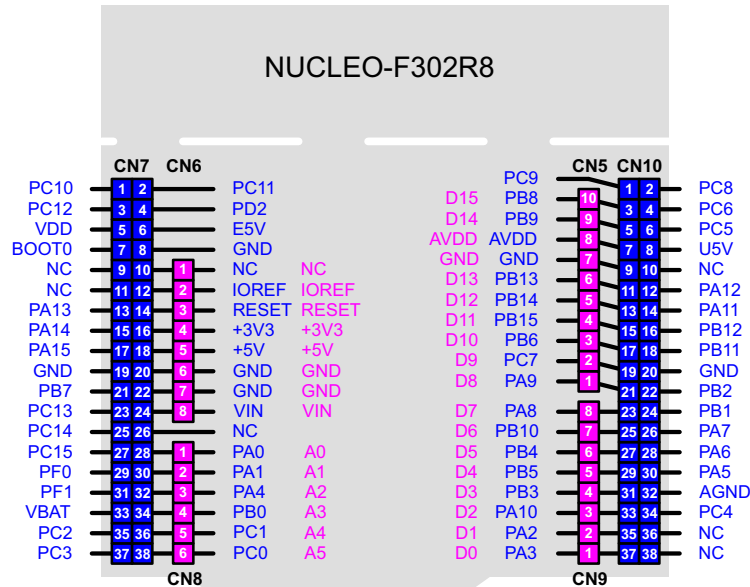 NUCLEO-F302R8
CN7 CN6 CN5 CN10
PC9
PC10 1 2 PC11 1 2 PC8
PC12 3 4 PD2 D15 PB8 10 3 4 PC6
VDD 5 6 E5V D14 PB9 9 5 6 PC5
BOOT0 7 8 GND AVDD AVDD 8 7 8 U5V
NC 9 10 1 NC NC GND GND 7 9 10 NC
NC 11 12 2 IOREF IOREF D13 PB13 6 11 12 PA12
PA13 13 14 3 RESET RESET D12 PB14 5 13 14 PA11
PA14 15 16 4 +3V3 +3V3 D11 PB15 4 15 16 PB12
PA15 17 18 5 +5V +5V D10 PB6 3 17 18 PB11
GND 19 20 6 GND GND D9 PC7 2 19 20 GND
PB7 21 22 7 GND GND D8 PA9 1 21 22 PB2
PC13 23 24 8 VIN VIN D7 PA8 8 23 24 PB1
PC14 25 26 NC D6 PB10 7 25 26 PA7
PC15 27 28 1 PA0 A0 D5 PB4 6 27 28 PA6
PF0 29 30 2 PA1 A1 D4 PB5 5 29 30 PA5
PF1 31 32 3 PA4 A2 D3 PB3 4 31 32 AGND
VBAT 33 34 4 PB0 A3 D2 PA10 3 33 34 PC4
PC2 35 36 5 PC1 A4 D1 PA2 2 35 36 NC
PC3 37 38 6 PC0 A5 D0 PA3 1 37 38 NC
CN8 CN9